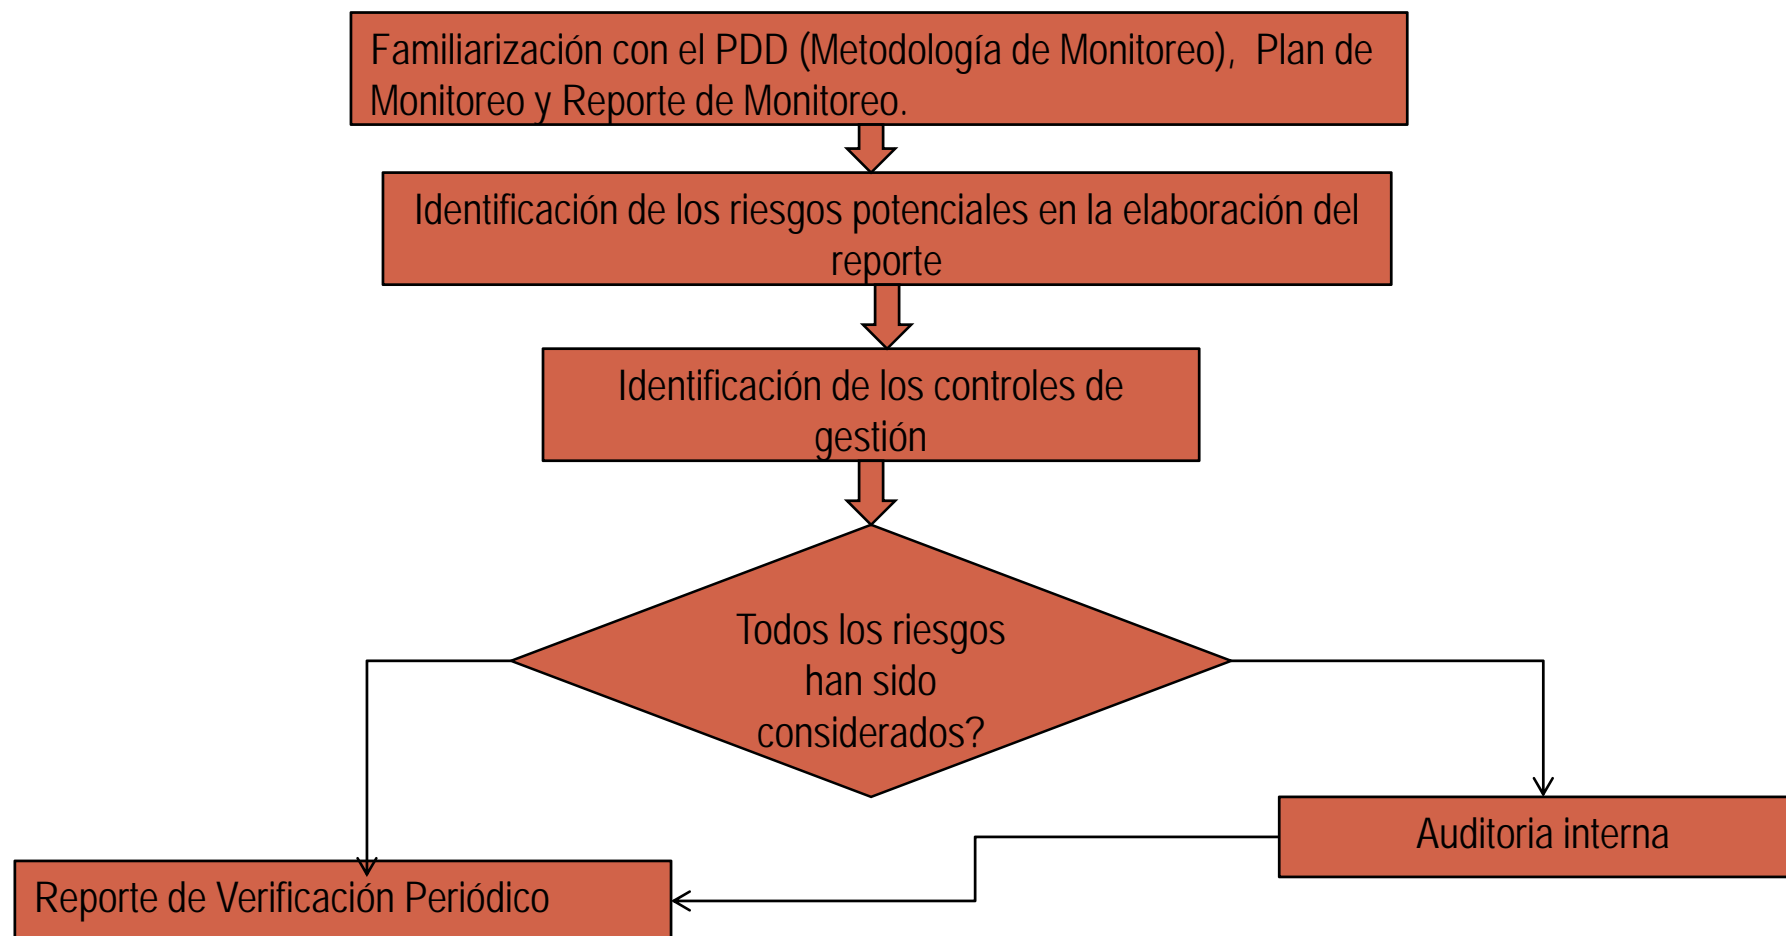 Familiarización con el PDD (Metodología de Monitoreo), Plan de
Monitoreo y Reporte de Monitoreo.
Identificación de los riesgos potenciales en la elaboración del
reporte
Identificación de los controles de
gestión
Todos los riesgos
han sido
considerados?
Auditoria interna
Reporte de Verificación Periódico